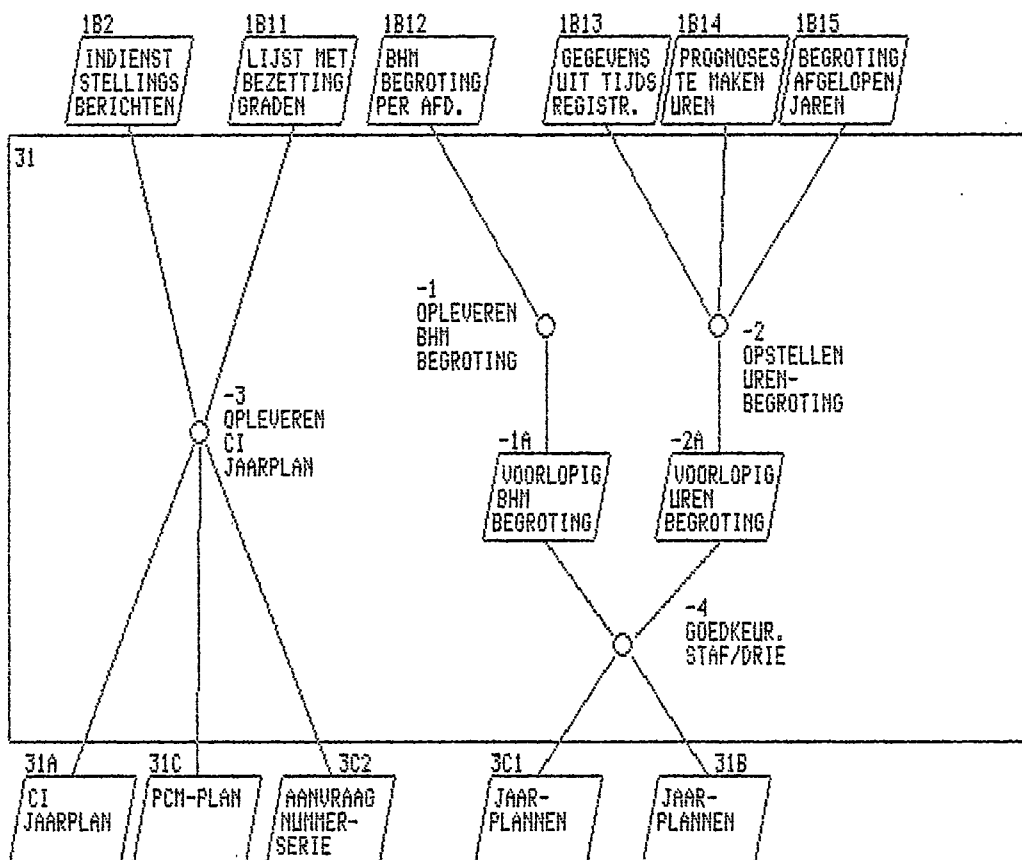 1B2
INDIENST
STELLINGS
BERICHTEN
1B11
LIJST MET
BEZETTING
GRADEN
1B12
BHM
BEGROTING
PER AFD.
1B13
GEGEVENS
UIT TIJDS
REGISTR.
1B14
PROGNOSES
TE MAKEN
UREN
1B15
BEGROTING
AFGELOPEN
JAREN
31
-1
OPLEVEREN
BHM
BEGROTING
-2
OPSTELLEN
UREN-
BEGROTING
-3
OPLEVEREN
CI
JAARPLAN
-1A
VOORLOPIG
BHM
BEGROTING
-2A
VOORLOPIG
UREN
BEGROTING
-4
GOEDKEUR.
STAF/DRIE
31A
CI
JAARPLAN
31C
PCM-PLAN
3C2
AANVRAAG
NUMMER-
SERIE
3C1
JAAR-
PLANNEN
31B
JAAR-
PLANNEN